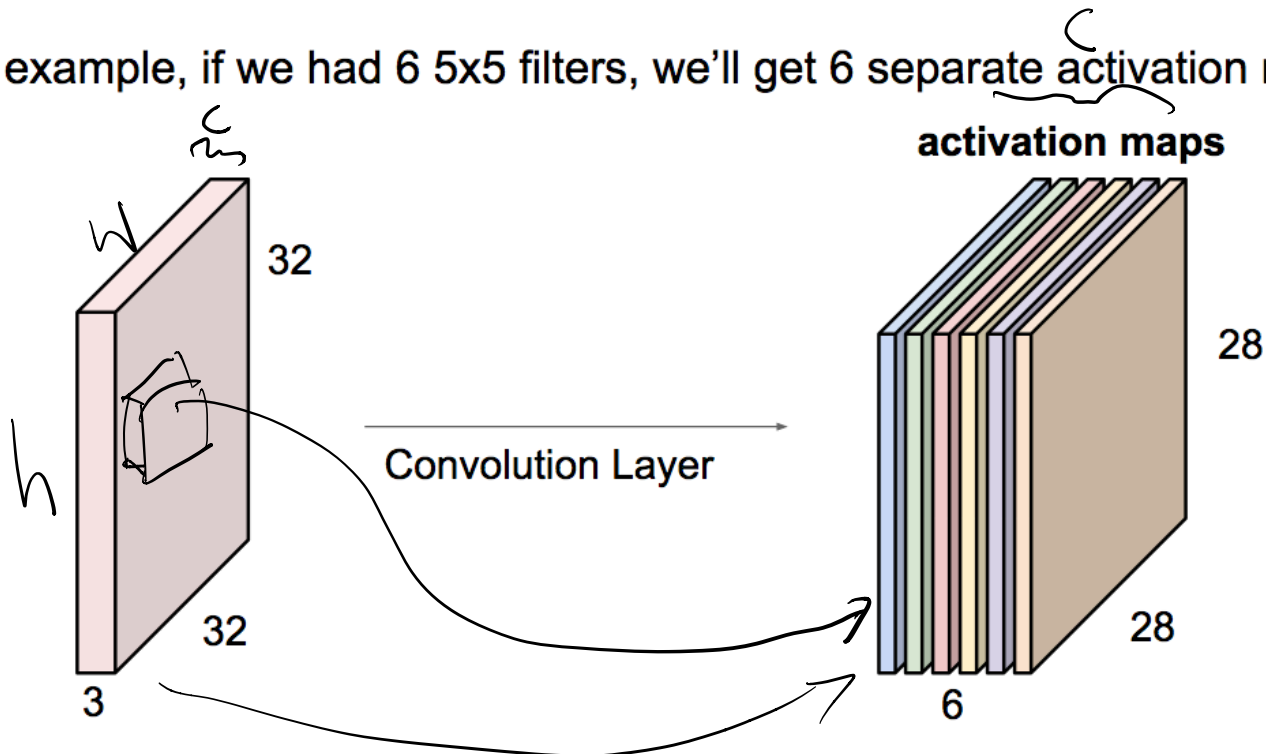 C
example, if we had 6 5x5 filters, we'll get 6 separate activation
C
activation maps
W
32
28
h
Convolution Layer
32
28
3
6